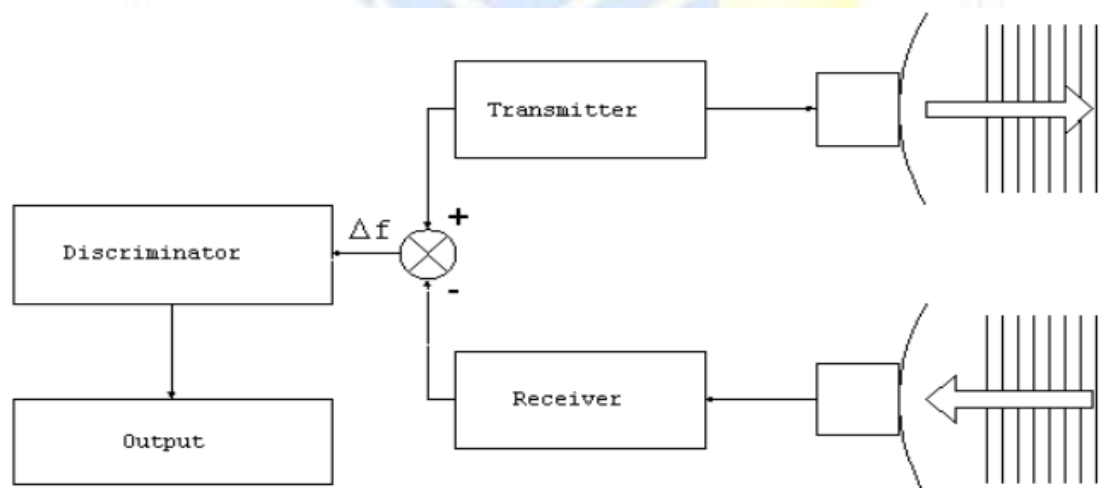 Transmitter
+
Δf
Discriminator
-
Receiver
Output